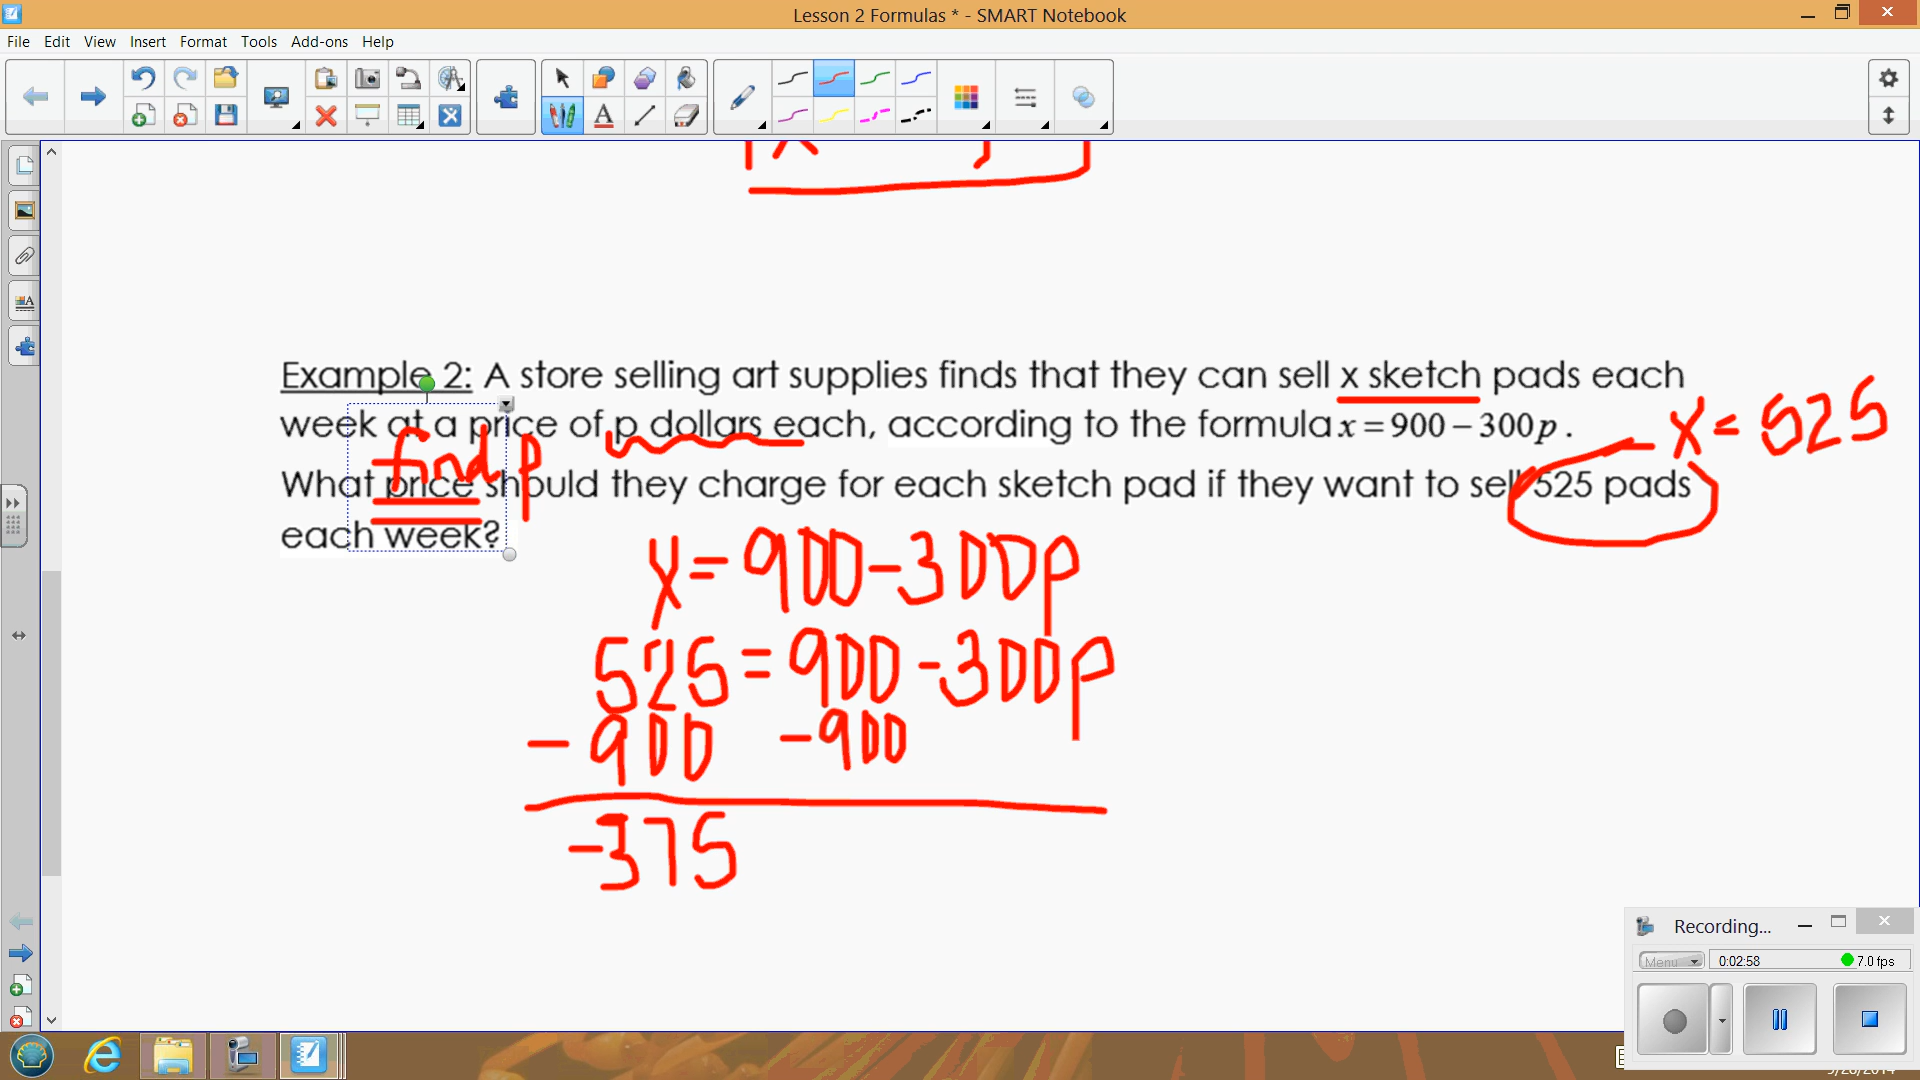 Lesson 2 Formulas * - SMART Notebook
File Edit View Insert Format Tools Add-ons Help
Example 2: A store selling art supplies finds that they can sell x sketch pads each
week at a price of p dollars each, according to the formula x = 900 – 300p .
x = 525
find p
What price should they charge for each sketch pad if they want to sell 525 pads
each week?
x = 900 - 300p
525 = 900 - 300p
- 900 - 900
-375
Recording...
Menu 0:02:58 7.0 fps